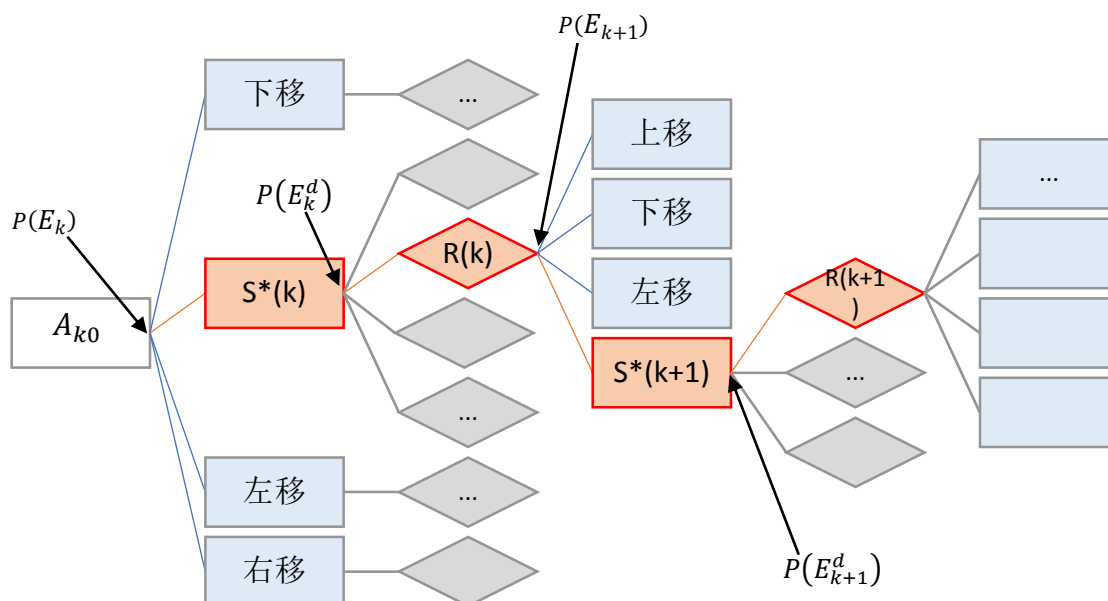 P(E_{k+1})
下移
...
上移
...
P(E_k^d)
下移
P(E_k)
R(k)
S*(k)
左移
R(k+1
)
A_{k0}
S*(k+1)
...
...
左移
...
右移
P(E_{k+1}^d)